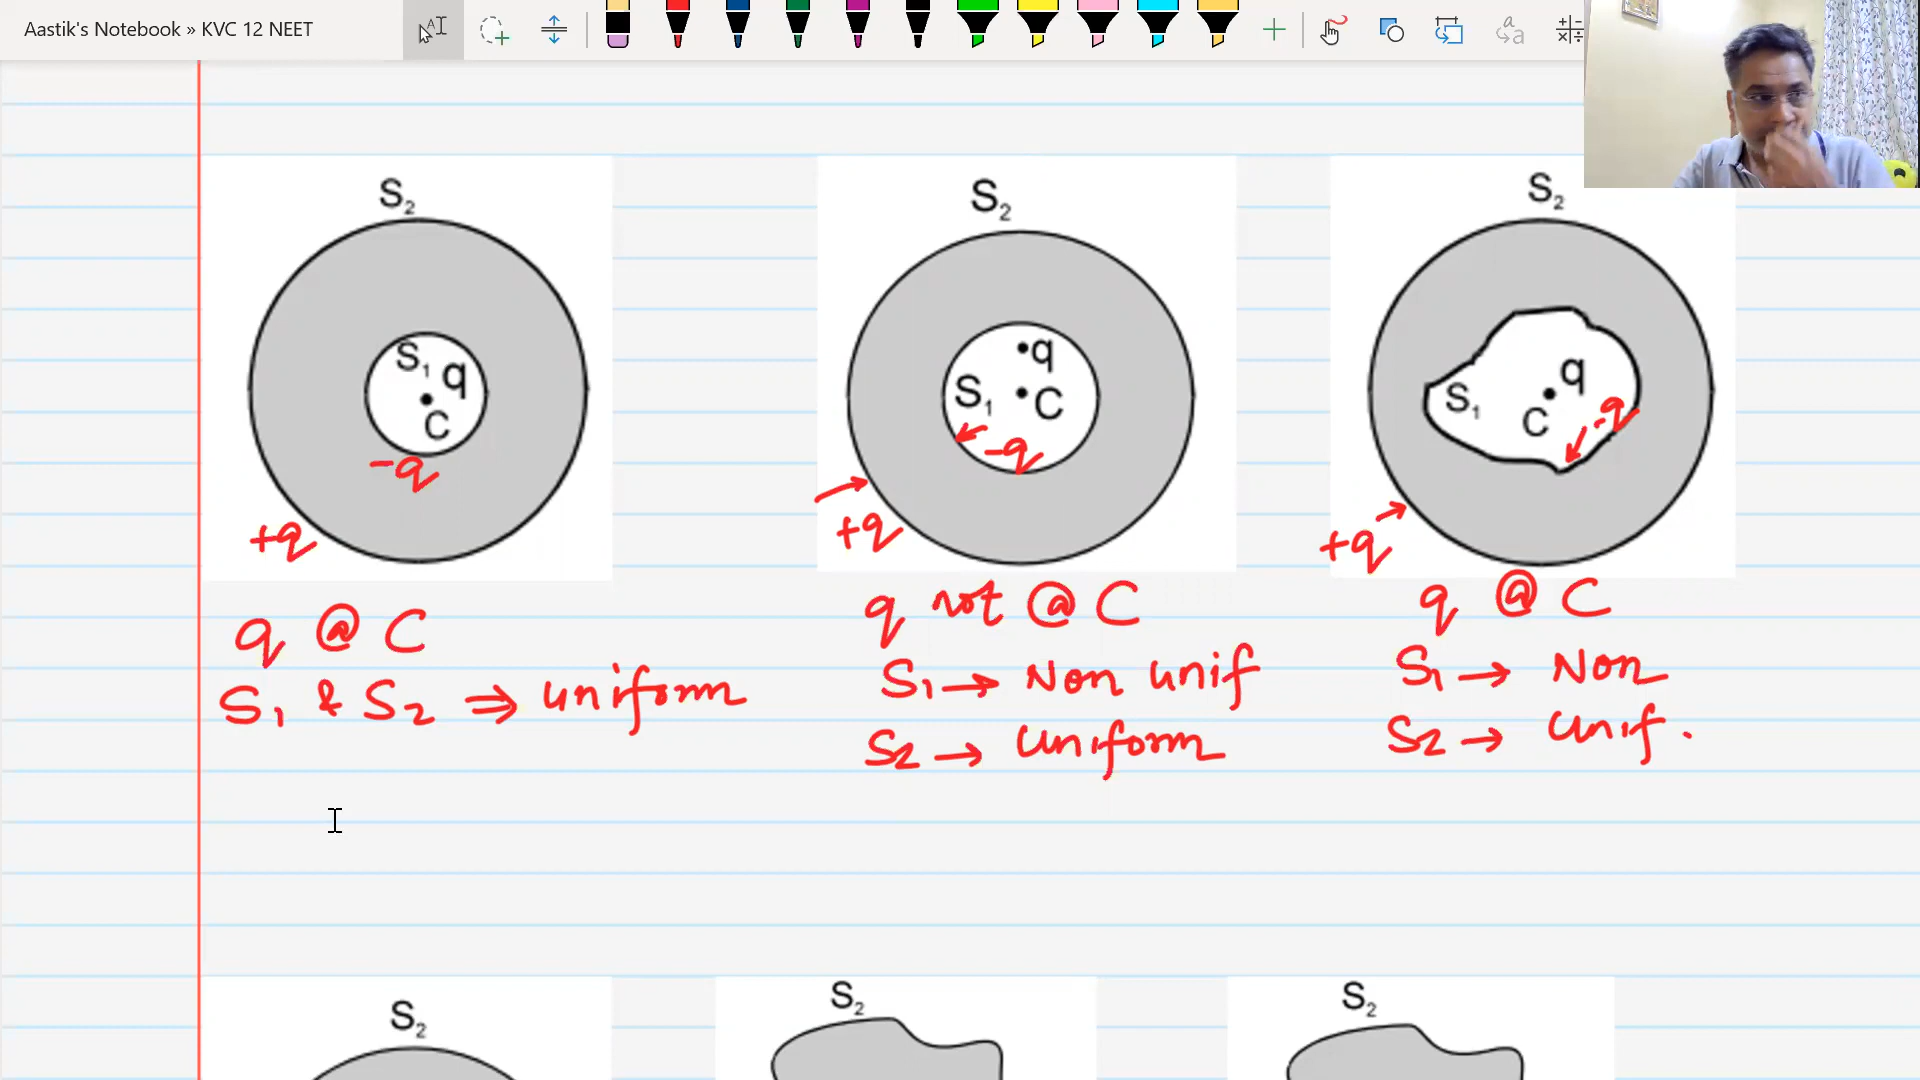 Aastik's Notebook » KVC 12 NEET
S₂
S₁ q
C
-q
+q
q @ C
S₁ & S₂ ⇒ uniform
S₂
q
S₁ C
-q
+q
q not @ C
S₁ → Non unif
S₂ → Uniform
S₂
q
S₁ C
-q
+q
q @ C
S₁ → Non
S₂ → Unif.
S₂
S₂
S₂